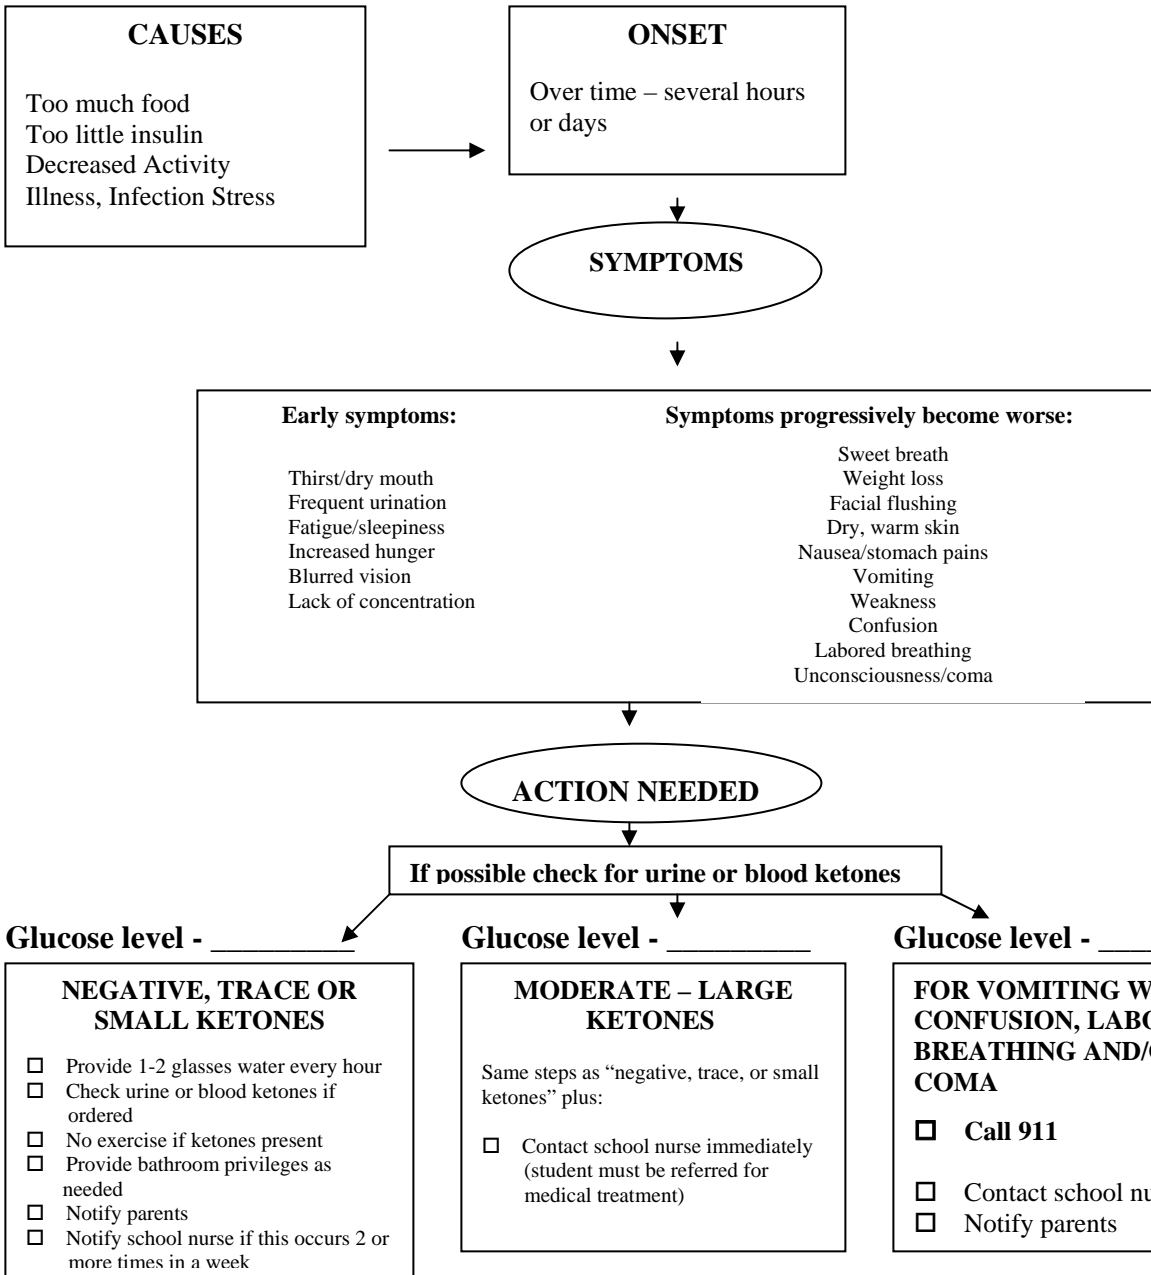 CAUSES
Too much food
Too little insulin
Decreased Activity
Illness, Infection Stress
ONSET
Over time – several hours
or days
SYMPTOMS
Early symptoms:
Thirst/dry mouth
Frequent urination
Fatigue/sleepiness
Increased hunger
Blurred vision
Lack of concentration
Symptoms progressively become worse:
Sweet breath
Weight loss
Facial flushing
Dry, warm skin
Nausea/stomach pains
Vomiting
Weakness
Confusion
Labored breathing
Unconsciousness/coma
ACTION NEEDED
If possible check for urine or blood ketones
Glucose level - _________
NEGATIVE, TRACE OR
SMALL KETONES
Provide 1-2 glasses water every hour
Check urine or blood ketones if
ordered
No exercise if ketones present
Provide bathroom privileges as
needed
Notify parents
Notify school nurse if this occurs 2 or
more times in a week
Glucose level - _________
MODERATE – LARGE
KETONES
Same steps as “negative, trace, or small
ketones” plus:
Contact school nurse immediately
(student must be referred for
medical treatment)
Glucose level - ____
FOR VOMITING
CONFUSION,
BREATHING
COMA
Call 911
Contact school
Notify parents